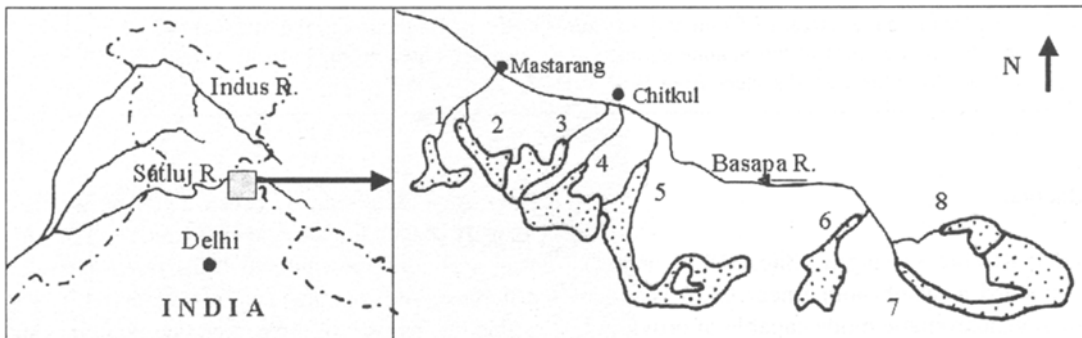 Indus R.
Satluj R.
Delhi
INDIA
N
Mastarang
Chitkul
1
2
3
4
Basapa R.
5
6
8
7